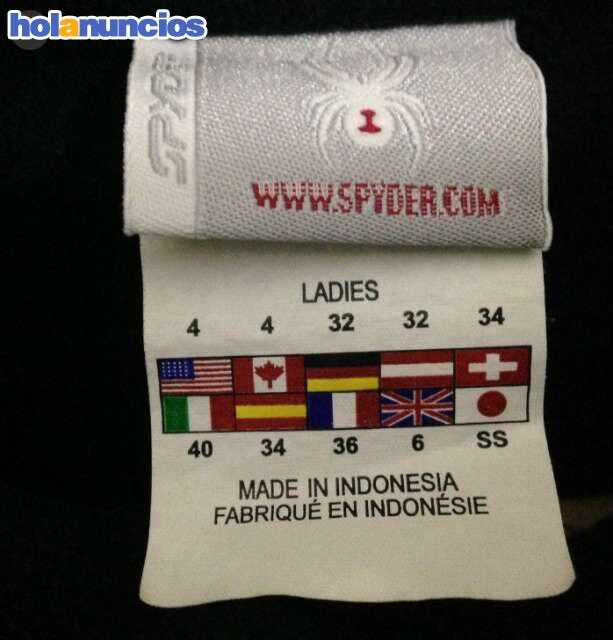 holanuncios
SPYDER
WWW.SPYDER.COM
LADIES
4 4 32 32 34
40 34 36 6 SS
MADE IN INDONESIA
FABRIQUÉ EN INDONÉSIE